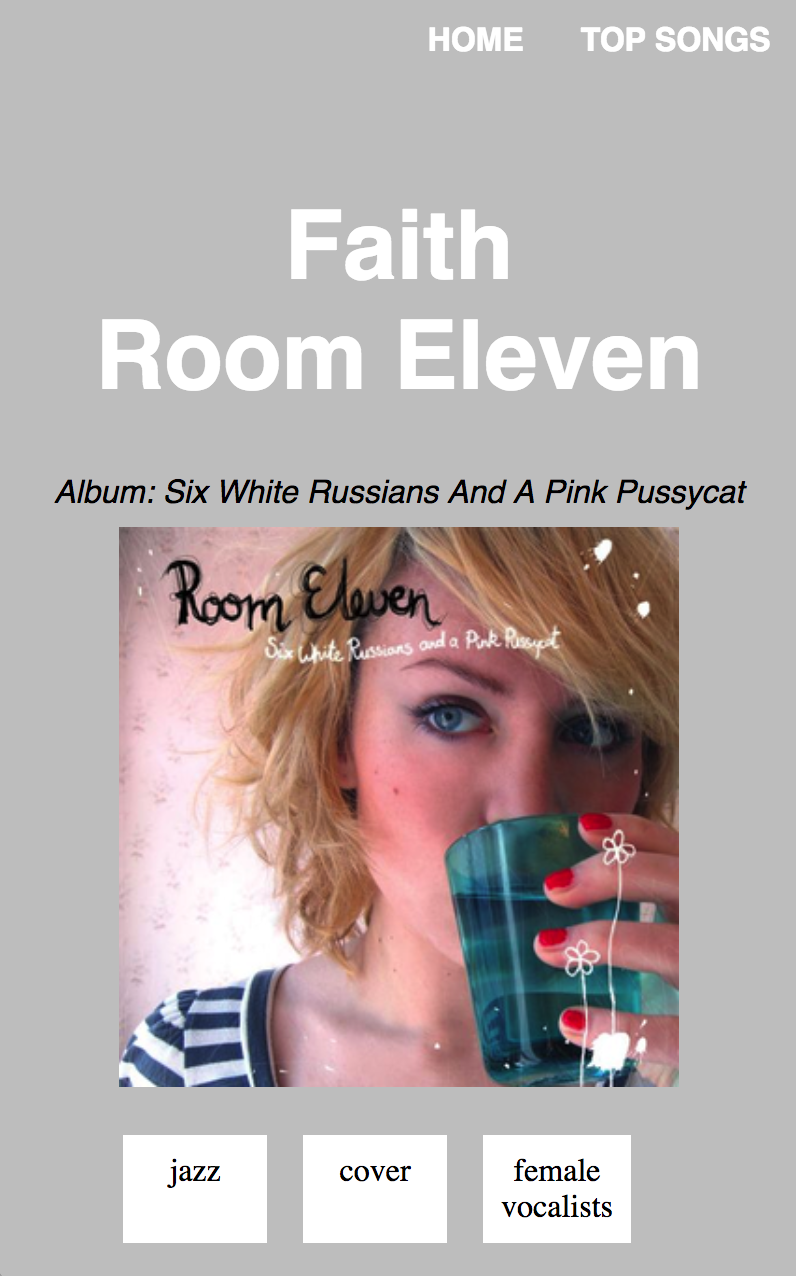 HOME TOP SONGS
Faith
Room Eleven
Album: Six White Russians And A Pink Pussycat
Room Eleven
Six White Russians and a Pink Pussycat
jazz cover female
vocalists